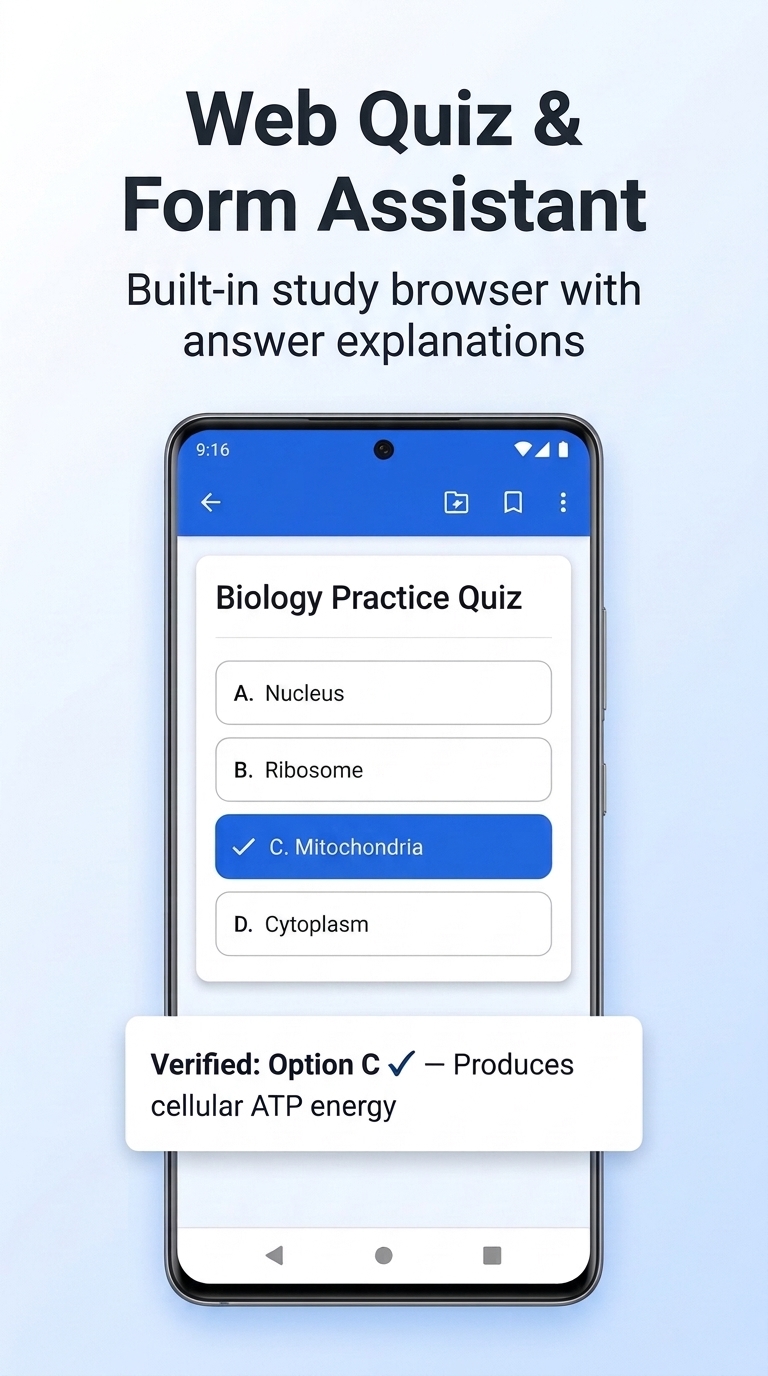 Web Quiz &
Form Assistant
Built-in study browser with
answer explanations
9:16
Biology Practice Quiz
A. Nucleus
B. Ribosome
✓ C. Mitochondria
D. Cytoplasm
Verified: Option C ✓ — Produces
cellular ATP energy